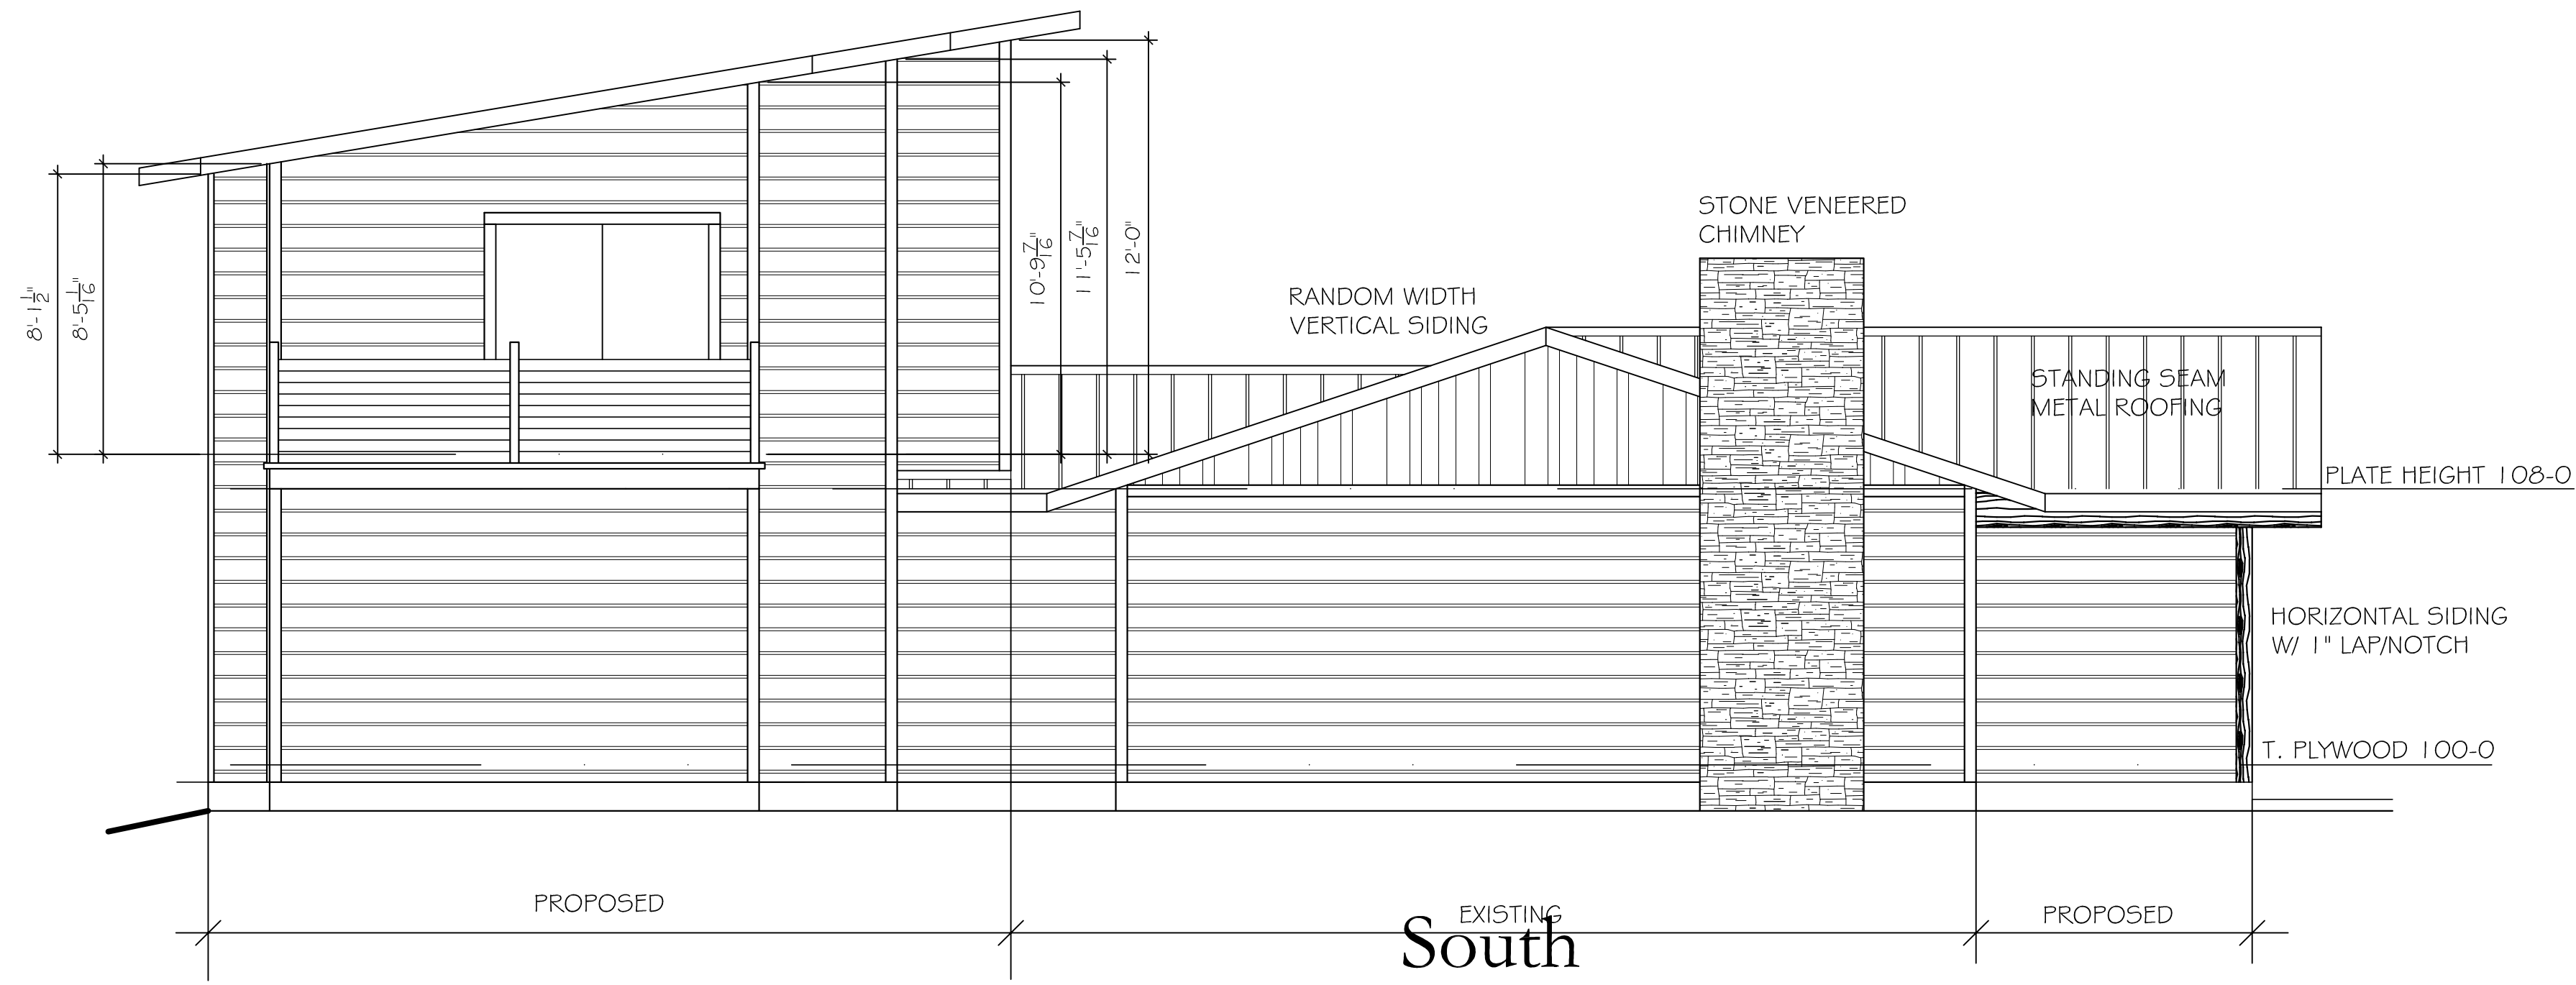 STONE VENEERED
CHIMNEY
RANDOM WIDTH
VERTICAL SIDING
8'-1 1/2"
8'-5 1/16"
10'-9 7/16"
11'-5 7/16"
12'-0"
STANDING SEAM
METAL ROOFING
PLATE HEIGHT 108-0
HORIZONTAL SIDING
W/ 1" LAP/NOTCH
T. PLYWOOD 100-0
PROPOSED
EXISTING
PROPOSED
South